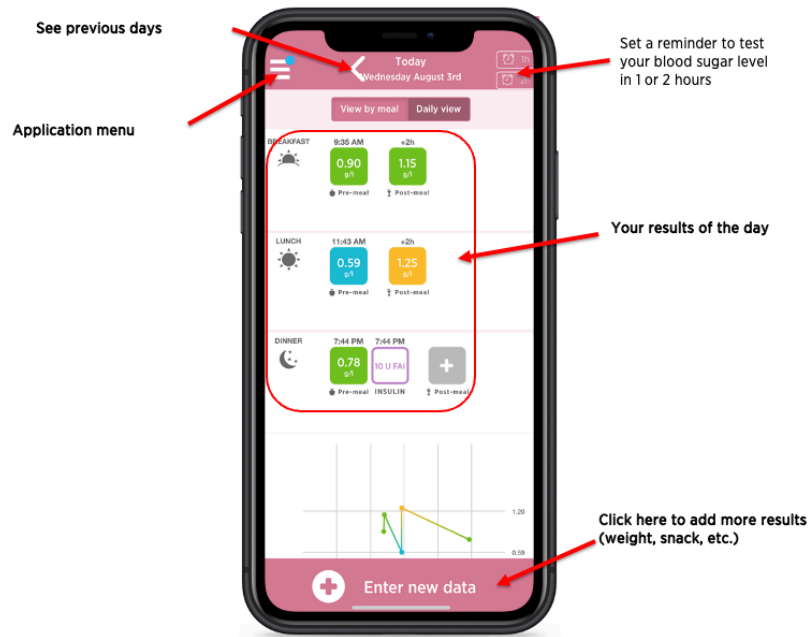 See previous days
Application menu
Today
Wednesday August 3rd
1h
2h
Set a reminder to test
your blood sugar level
in 1 or 2 hours
View by meal
Daily view
BREAKFAST
9:35 AM
+2h
0.90
g/l
1.15
g/l
Pre-meal
Post-meal
LUNCH
11:43 AM
+2h
0.59
g/l
1.25
g/l
Pre-meal
Post-meal
Your results of the day
DINNER
7:44 PM
7:44 PM
0.78
g/l
10 U FAI
+
Pre-meal
INSULIN
Post-meal
1.20
0.59
Click here to add more results
(weight, snack, etc.)
+
Enter new data